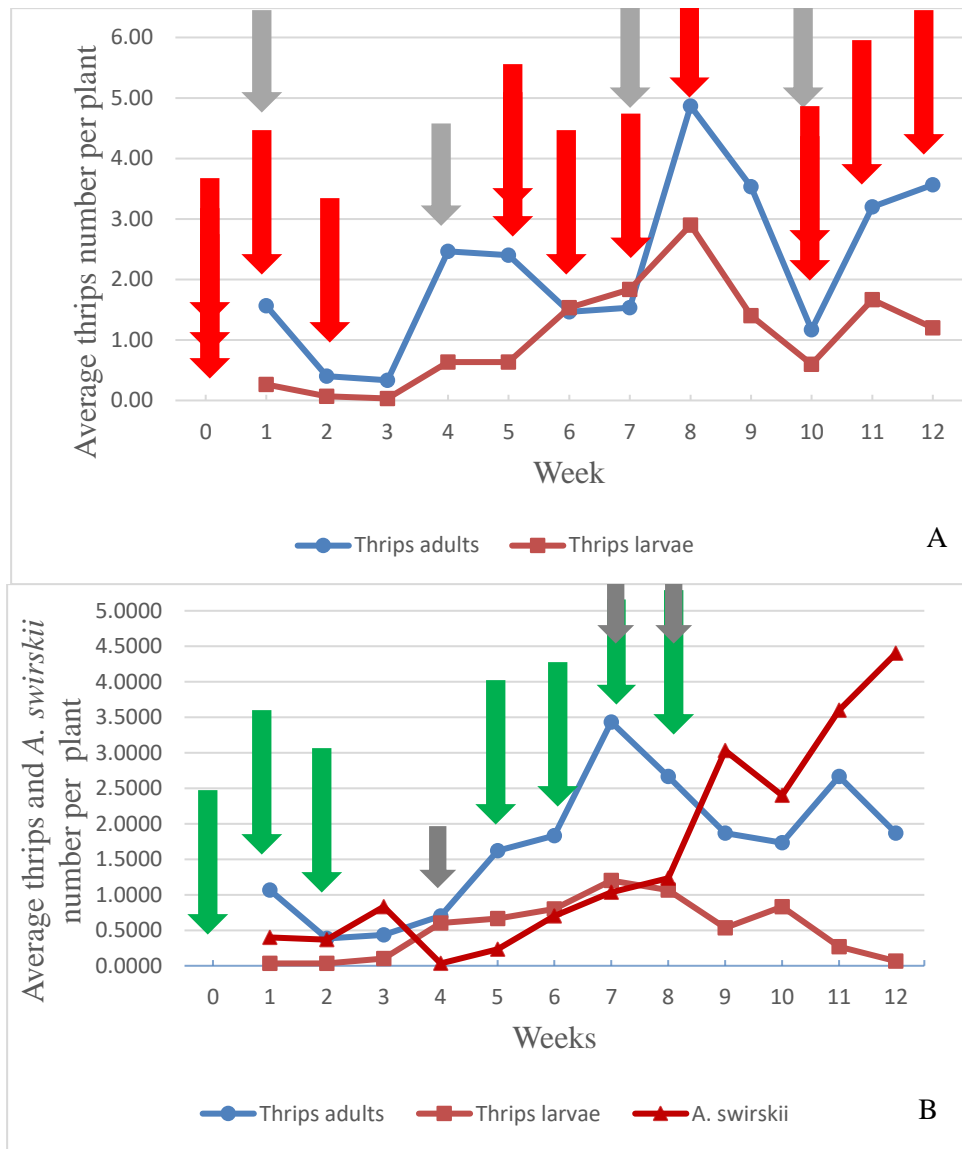 6.00
5.00
4.00
3.00
2.00
1.00
0.00
Average thrips number per plant
0 1 2 3 4 5 6 7 8 9 10 11 12
Week
Thrips adults Thrips larvae
A
5.0000
4.5000
4.0000
3.5000
3.0000
2.5000
2.0000
1.5000
1.0000
0.5000
0.0000
Average thrips and A. swirskii
number per plant
0 1 2 3 4 5 6 7 8 9 10 11 12
Weeks
Thrips adults Thrips larvae A. swirskii
B